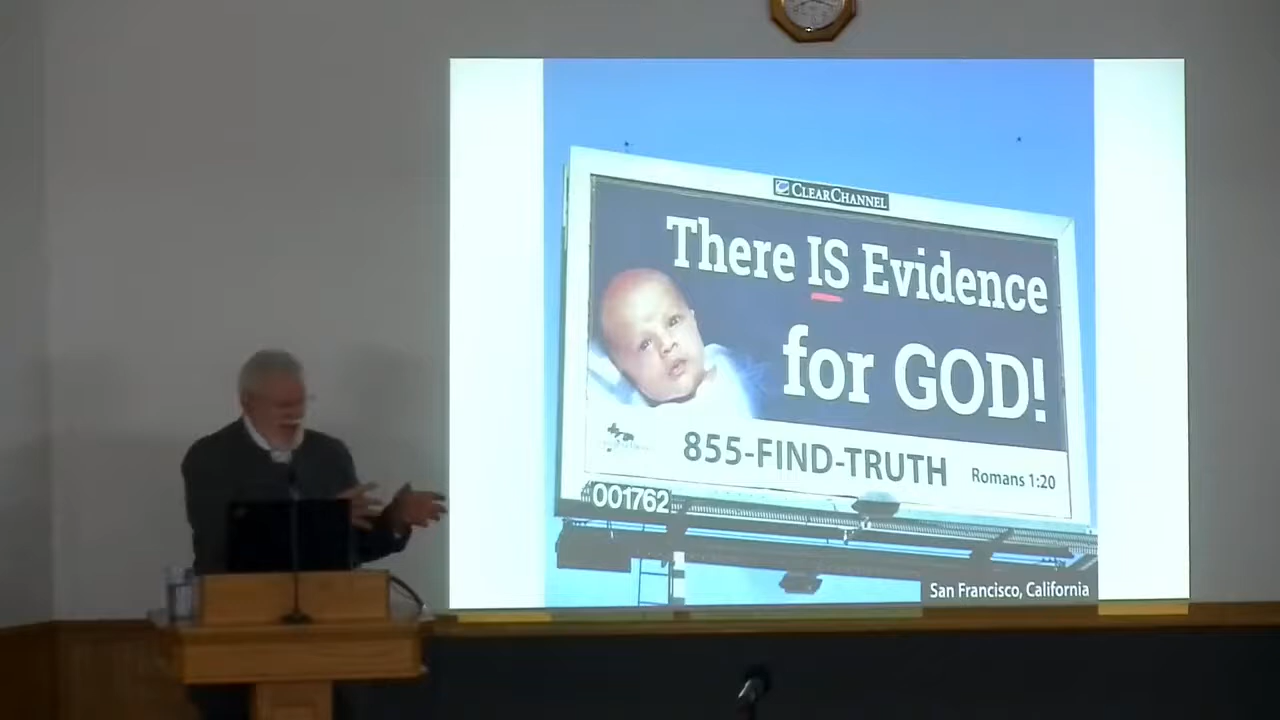 CLEARCHANNEL
There IS Evidence
for GOD!
855-FIND-TRUTH
Romans 1:20
001762
San Francisco, California